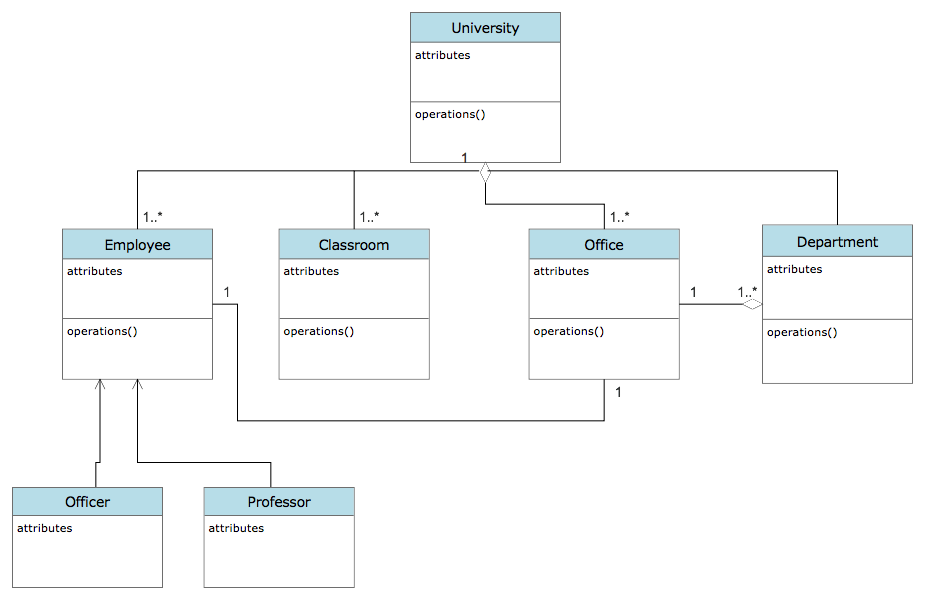 University
attributes
operations()
1
1..*
1..*
1..*
Employee
attributes
operations()
Classroom
attributes
operations()
Office
attributes
operations()
Department
attributes
operations()
1
1
1..*
1
Officer
attributes
Professor
attributes